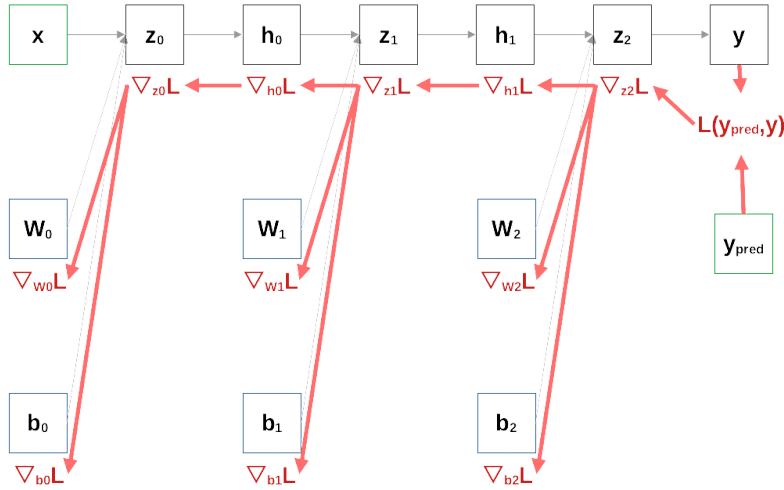 x z₀ h₀ z₁ h₁ z₂ y
▽z0L ▽h0L ▽z1L ▽h1L ▽z2L
L(ypred,y)
W₀ W₁ W₂
ypred
▽W0L ▽W1L ▽W2L
b₀ b₁ b₂
▽b0L ▽b1L ▽b2L